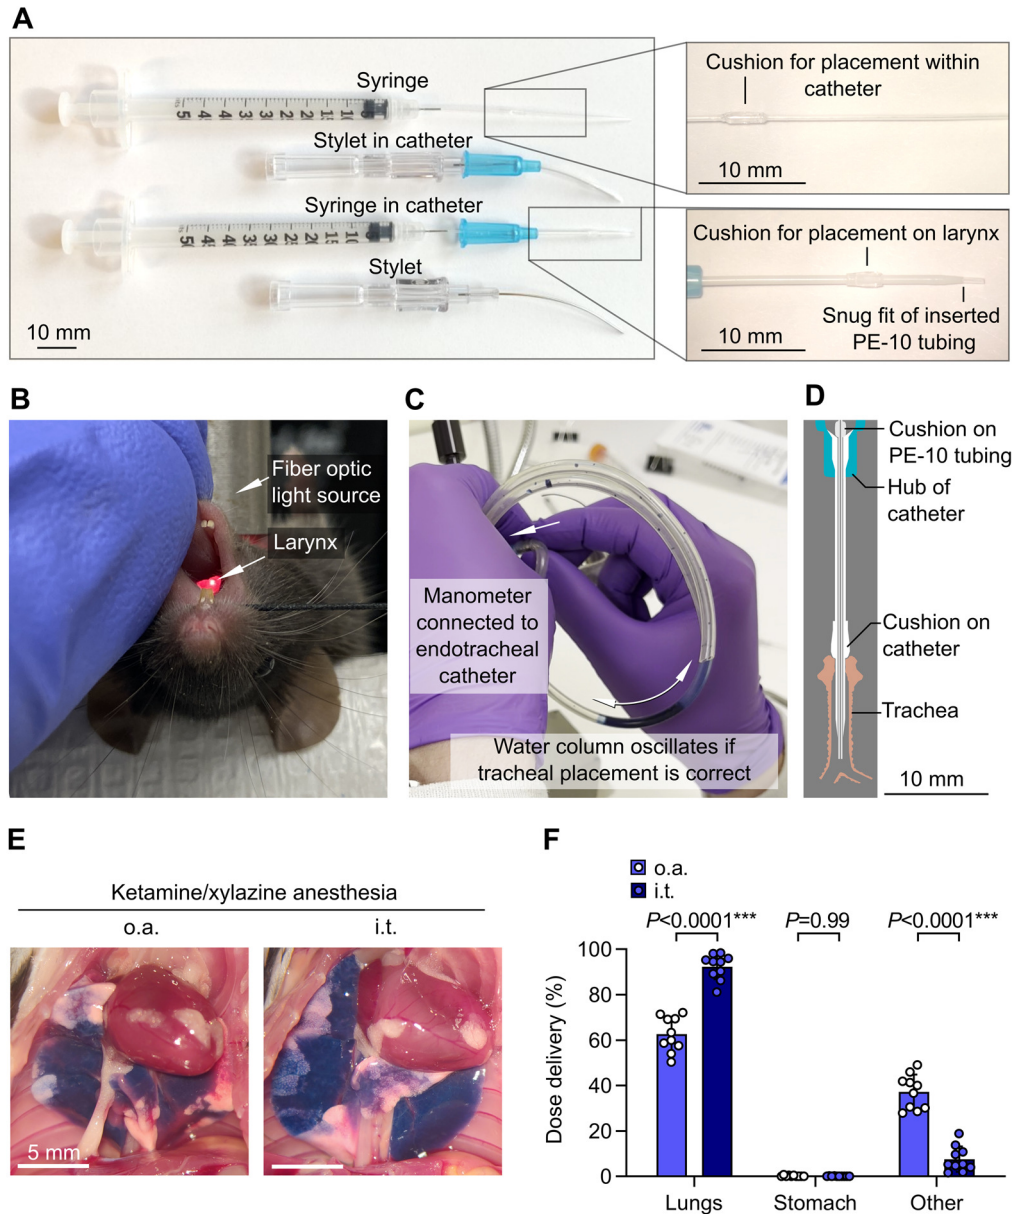 A
Syringe
Stylet in catheter
Syringe in catheter
Stylet
10 mm
Cushion for placement within
catheter
10 mm
Cushion for placement on larynx
Snug fit of inserted
PE-10 tubing
10 mm
B
Fiber optic
light source
Larynx
C
Manometer
connected to
endotracheal
catheter
Water column oscillates if
tracheal placement is correct
D
Cushion on
PE-10 tubing
Hub of
catheter
Cushion on
catheter
Trachea
10 mm
E
Ketamine/xylazine anesthesia
o.a.
i.t.
5 mm
F
o.a.
i.t.
P<0.0001***
P=0.99
P<0.0001***
Dose delivery (%)
100
80
60
40
20
0
Lungs
Stomach
Other